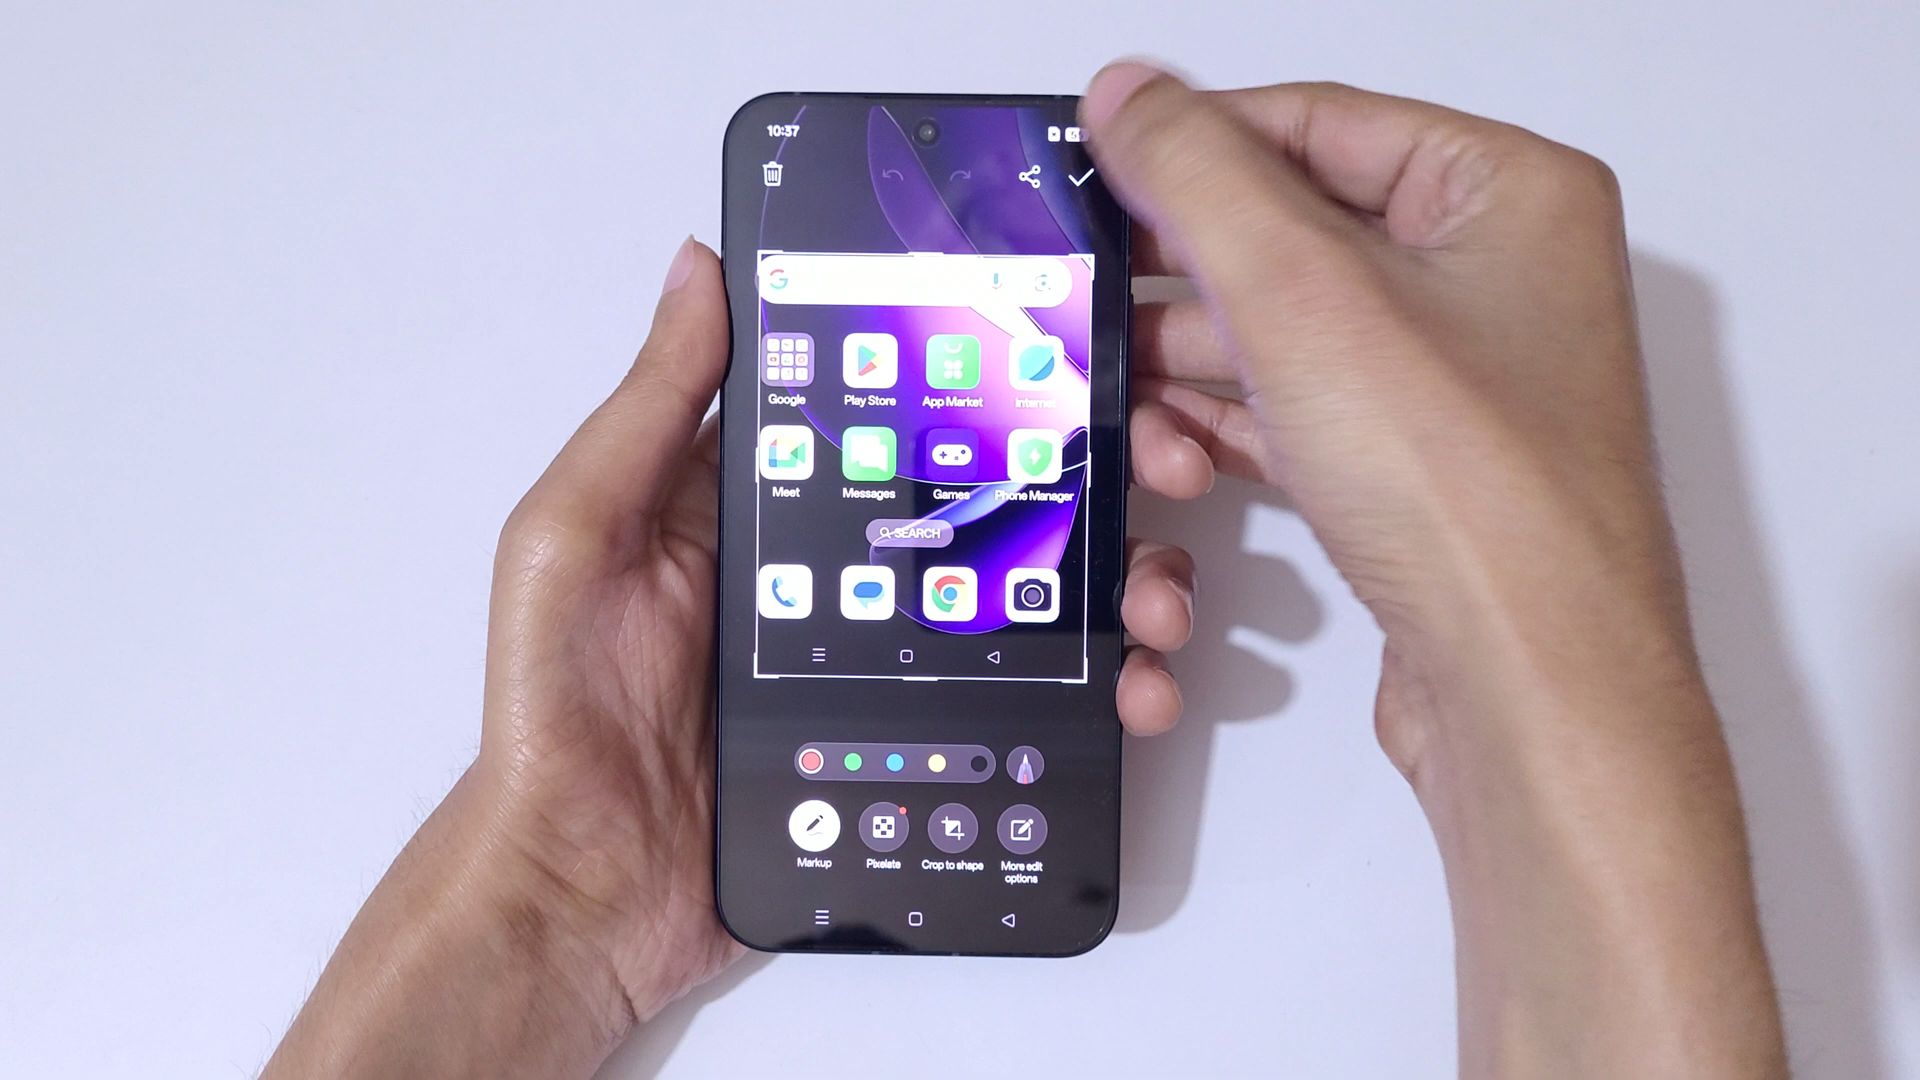 10:37
Google Play Store App Market Internet
Meet Messages Games Phone Manager
SEARCH
Markup Pixelate Crop to shape More edit
options